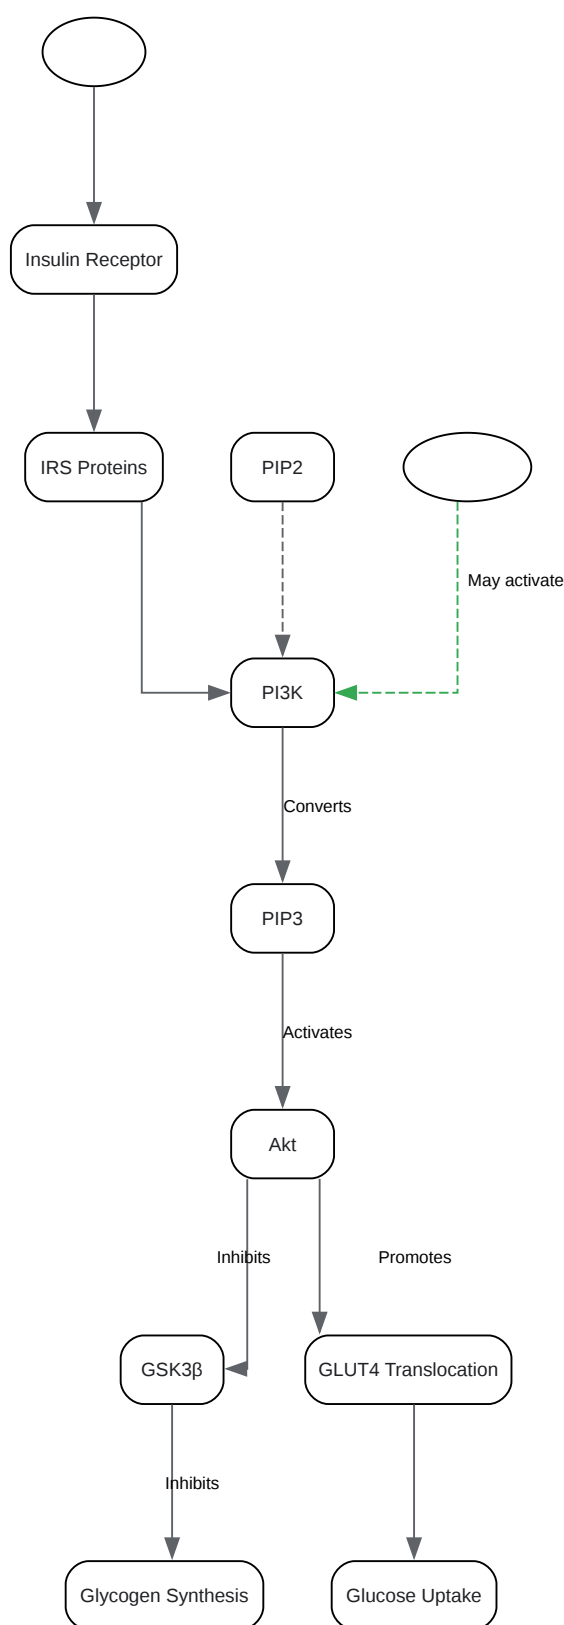 Insulin Receptor
IRS Proteins
PIP2
May activate
PI3K
Converts
PIP3
Activates
Akt
Inhibits
Promotes
GSK3β
GLUT4 Translocation
Inhibits
Glycogen Synthesis
Glucose Uptake